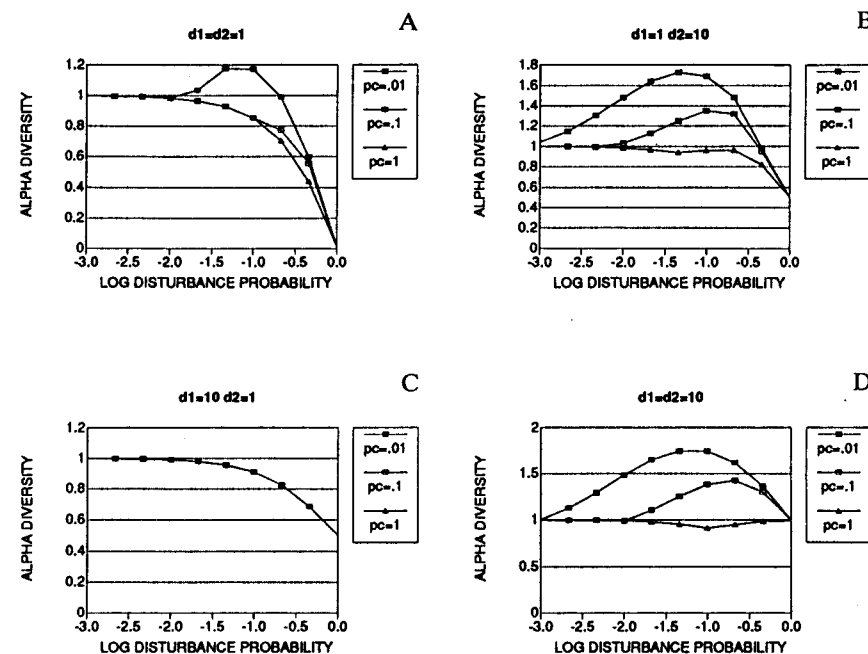 A
d1=d2=1
ALPHA DIVERSITY
1.2
1
0.8
0.6
0.4
0.2
0
-3.0 -2.5 -2.0 -1.5 -1.0 -0.5 0.0
LOG DISTURBANCE PROBABILITY
pc=.01
pc=.1
pc=1
B
d1=1 d2=10
ALPHA DIVERSITY
1.8
1.6
1.4
1.2
1
0.8
0.6
0.4
0.2
0
-3.0 -2.5 -2.0 -1.5 -1.0 -0.5 0.0
LOG DISTURBANCE PROBABILITY
pc=.01
pc=.1
pc=1
C
d1=10 d2=1
ALPHA DIVERSITY
1.2
1
0.8
0.6
0.4
0.2
0
-3.0 -2.5 -2.0 -1.5 -1.0 -0.5 0.0
LOG DISTURBANCE PROBABILITY
pc=.01
pc=.1
pc=1
D
d1=d2=10
ALPHA DIVERSITY
2
1.5
1
0.5
0
-3.0 -2.5 -2.0 -1.5 -1.0 -0.5 0.0
LOG DISTURBANCE PROBABILITY
pc=.01
pc=.1
pc=1